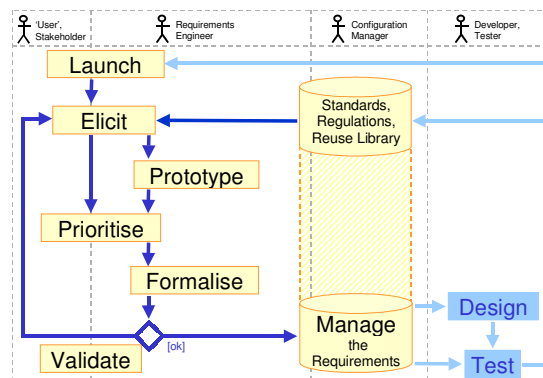 'User',
Stakeholder
Requirements
Engineer
Configuration
Manager
Developer,
Tester
Launch
Elicit
Standards,
Regulations,
Reuse Library
Prototype
Prioritise
Formalise
[ok]
Validate
Manage
the
Requirements
Design
Test